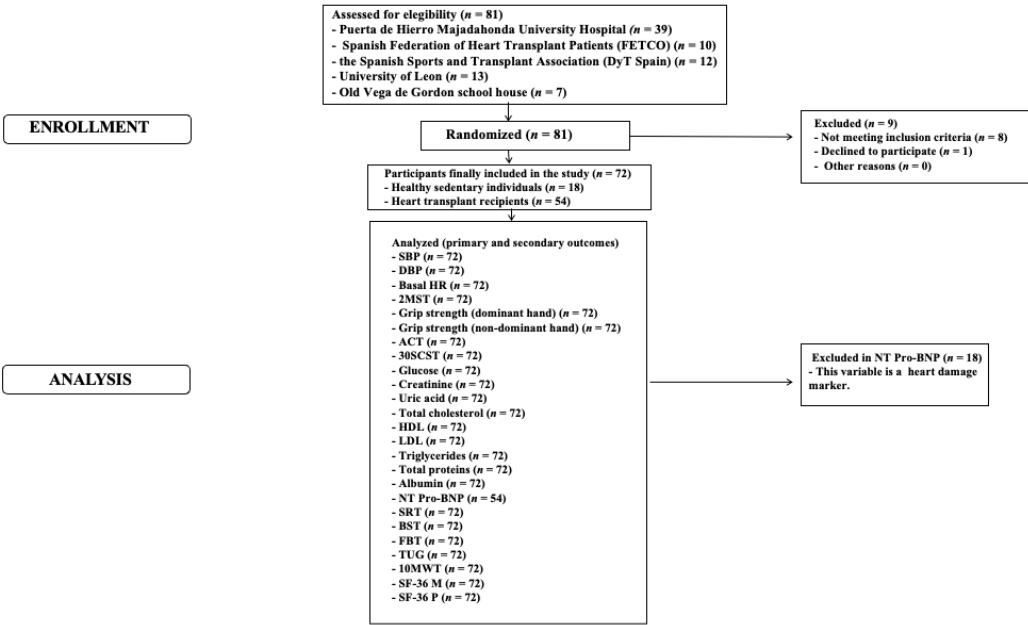 Assessed for elegibility (n = 81)
- Puerta de Hierro Majadahonda University Hospital (n = 39)
- Spanish Federation of Heart Transplant Patients (FETCO) (n = 10)
- the Spanish Sports and Transplant Association (DyT Spain) (n = 12)
- University of Leon (n = 13)
- Old Vega de Gordon school house (n = 7)
ENROLLMENT
Randomized (n = 81)
Excluded (n = 9)
- Not meeting inclusion criteria (n = 8)
- Declined to participate (n = 1)
- Other reasons (n = 0)
Participants finally included in the study (n = 72)
- Healthy sedentary individuals (n = 18)
- Heart transplant recipients (n = 54)
Analyzed (primary and secondary outcomes)
- SBP (n = 72)
- DBP (n = 72)
- Basal HR (n = 72)
- 2MST (n = 72)
- Grip strength (dominant hand) (n = 72)
- Grip strength (non-dominant hand) (n = 72)
- ACT (n = 72)
- 30SCST (n = 72)
- Glucose (n = 72)
- Creatinine (n = 72)
- Uric acid (n = 72)
- Total cholesterol (n = 72)
- HDL (n = 72)
- LDL (n = 72)
- Triglycerides (n = 72)
- Total proteins (n = 72)
- Albumin (n = 72)
- NT Pro-BNP (n = 54)
- SRT (n = 72)
- BST (n = 72)
- FBT (n = 72)
- TUG (n = 72)
- 10MWT (n = 72)
- SF-36 M (n = 72)
- SF-36 P (n = 72)
ANALYSIS
Excluded in NT Pro-BNP (n = 18)
- This variable is a heart damage
marker.